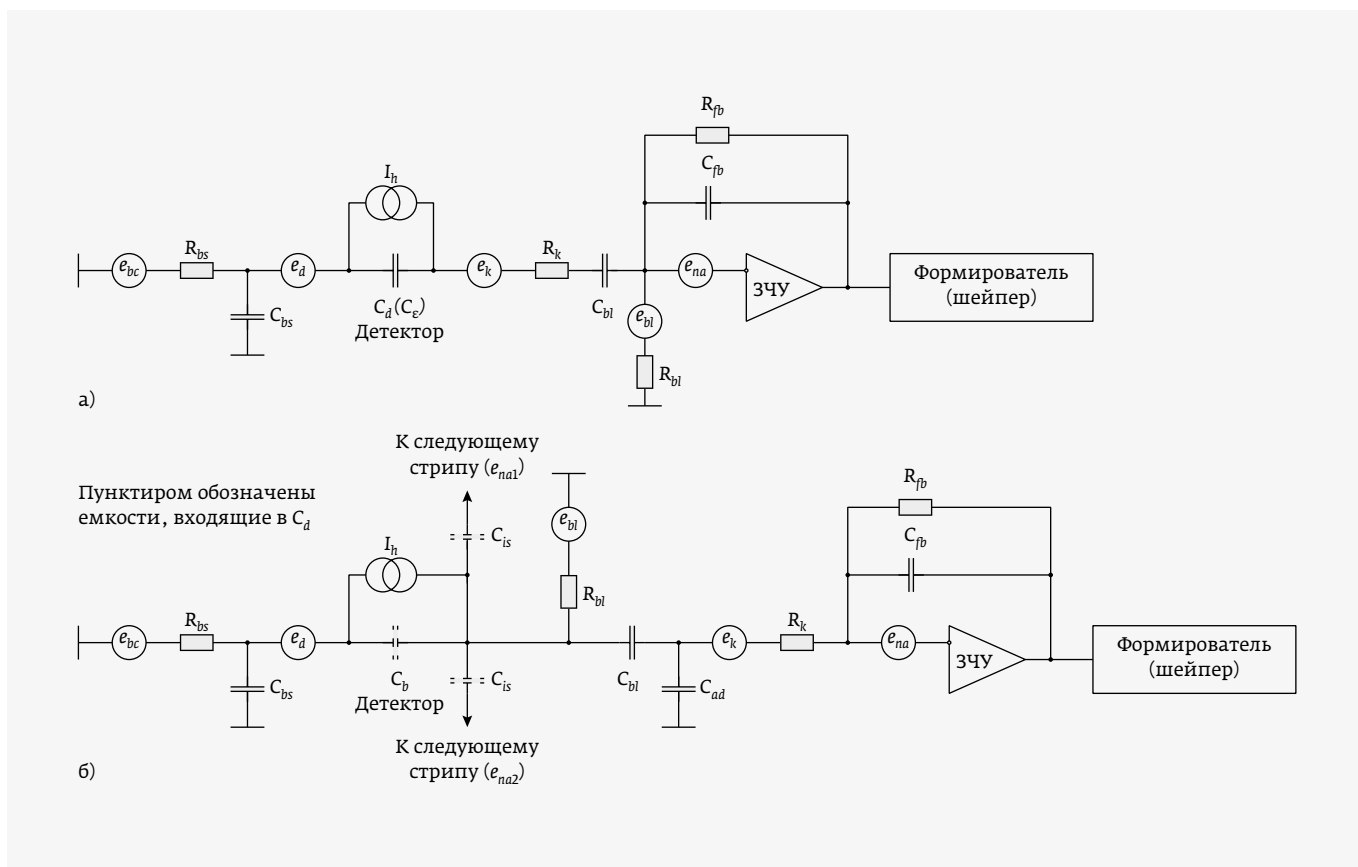 R_fb
C_fb
I_h
e_bc
R_bs
e_d
e_k
R_k
e_na
ЗЧУ
Формирователь
(шейпер)
C_bs
C_d(C_ε)
Детектор
C_bl
e_bl
R_bl
а)
К следующему
стрипу (e_na1)
Пунктиром обозначены
емкости, входящие в C_d
e_bl
R_fb
C_is
C_fb
I_h
R_bl
e_bc
R_bs
e_d
e_k
R_k
e_na
ЗЧУ
Формирователь
(шейпер)
C_bs
C_b
Детектор
C_is
C_bl
C_ad
К следующему
стрипу (e_na2)
б)